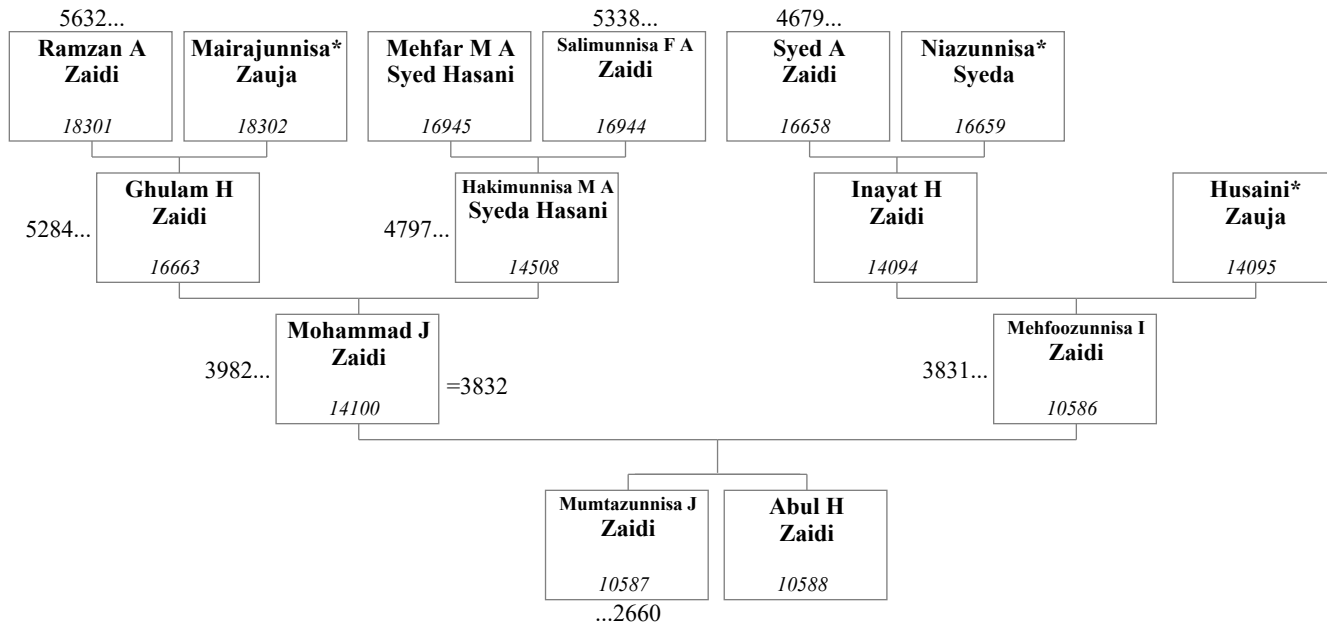 5632...
5338...
4679...
Ramzan A
Zaidi
18301
Mairajunnisa*
Zauja
18302
Mehfar M A
Syed Hasani
16945
Salimunnisa F A
Zaidi
16944
Syed A
Zaidi
16658
Niazunnisa*
Syeda
16659
5284...
Ghulam H
Zaidi
16663
4797...
Hakimunnisa M A
Syeda Hasani
14508
Inayat H
Zaidi
14094
Husaini*
Zauja
14095
3982...
Mohammad J
Zaidi
14100
=3832
3831...
Mehfoozunnisa I
Zaidi
10586
Mumtazunnisa J
Zaidi
10587
Abul H
Zaidi
10588
...2660